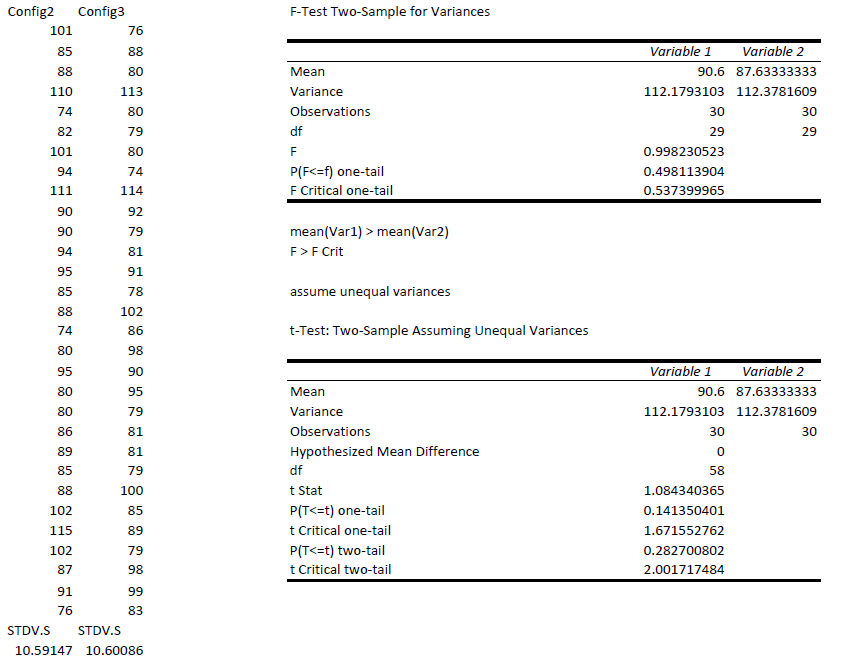 Config2 Config3 F-Test Two-Sample for Variances
101 76
85 88 Variable 1 Variable 2
88 80 Mean 90.6 87.63333333
110 113 Variance 112.1793103 112.3781609
74 80 Observations 30 30
82 79 df 29 29
101 80 F 0.998230523
94 74 P(F<=f) one-tail 0.498113904
111 114 F Critical one-tail 0.537399965
90 92
90 79 mean(Var1) > mean(Var2)
94 81 F > F Crit
95 91
85 78 assume unequal variances
88 102
74 86 t-Test: Two-Sample Assuming Unequal Variances
80 98
95 90 Variable 1 Variable 2
80 95 Mean 90.6 87.63333333
80 79 Variance 112.1793103 112.3781609
86 81 Observations 30 30
89 81 Hypothesized Mean Difference 0
85 79 df 58
88 100 t Stat 1.084340365
102 85 P(T<=t) one-tail 0.141350401
115 89 t Critical one-tail 1.671552762
102 79 P(T<=t) two-tail 0.282700802
87 98 t Critical two-tail 2.001717484
91 99
76 83
STDV.S STDV.S
10.59147 10.60086